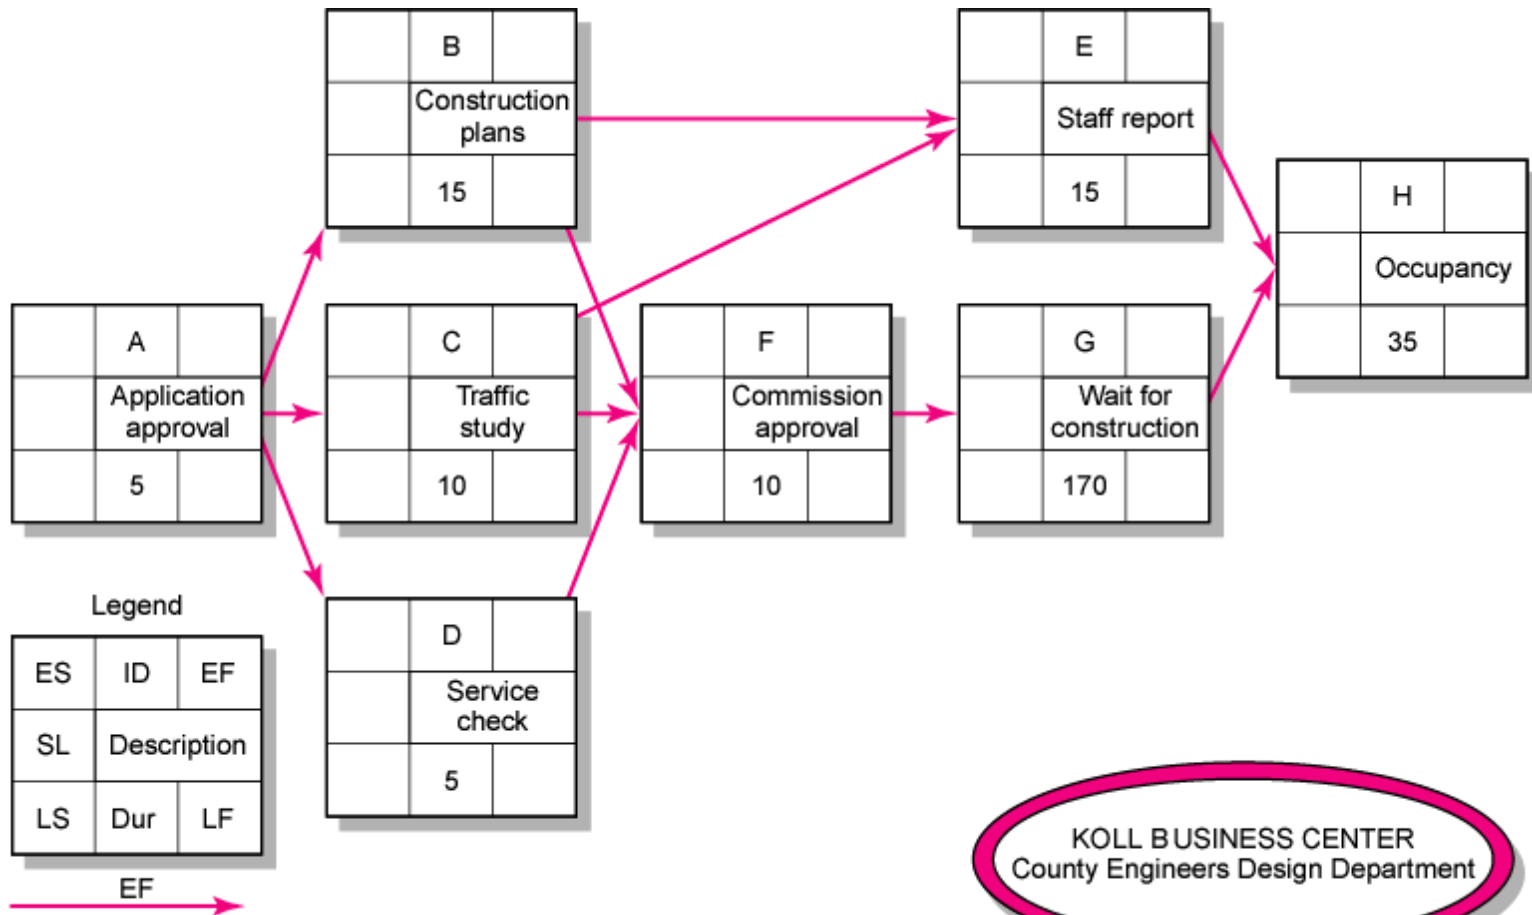 B
Construction
plans
15
E
Staff report
15
H
Occupancy
35
A
Application
approval
5
C
Traffic
study
10
F
Commission
approval
10
G
Wait for
construction
170
D
Service
check
5
Legend
ES ID EF
SL Description
LS Dur LF
EF
KOLL BUSINESS CENTER
County Engineers Design Department